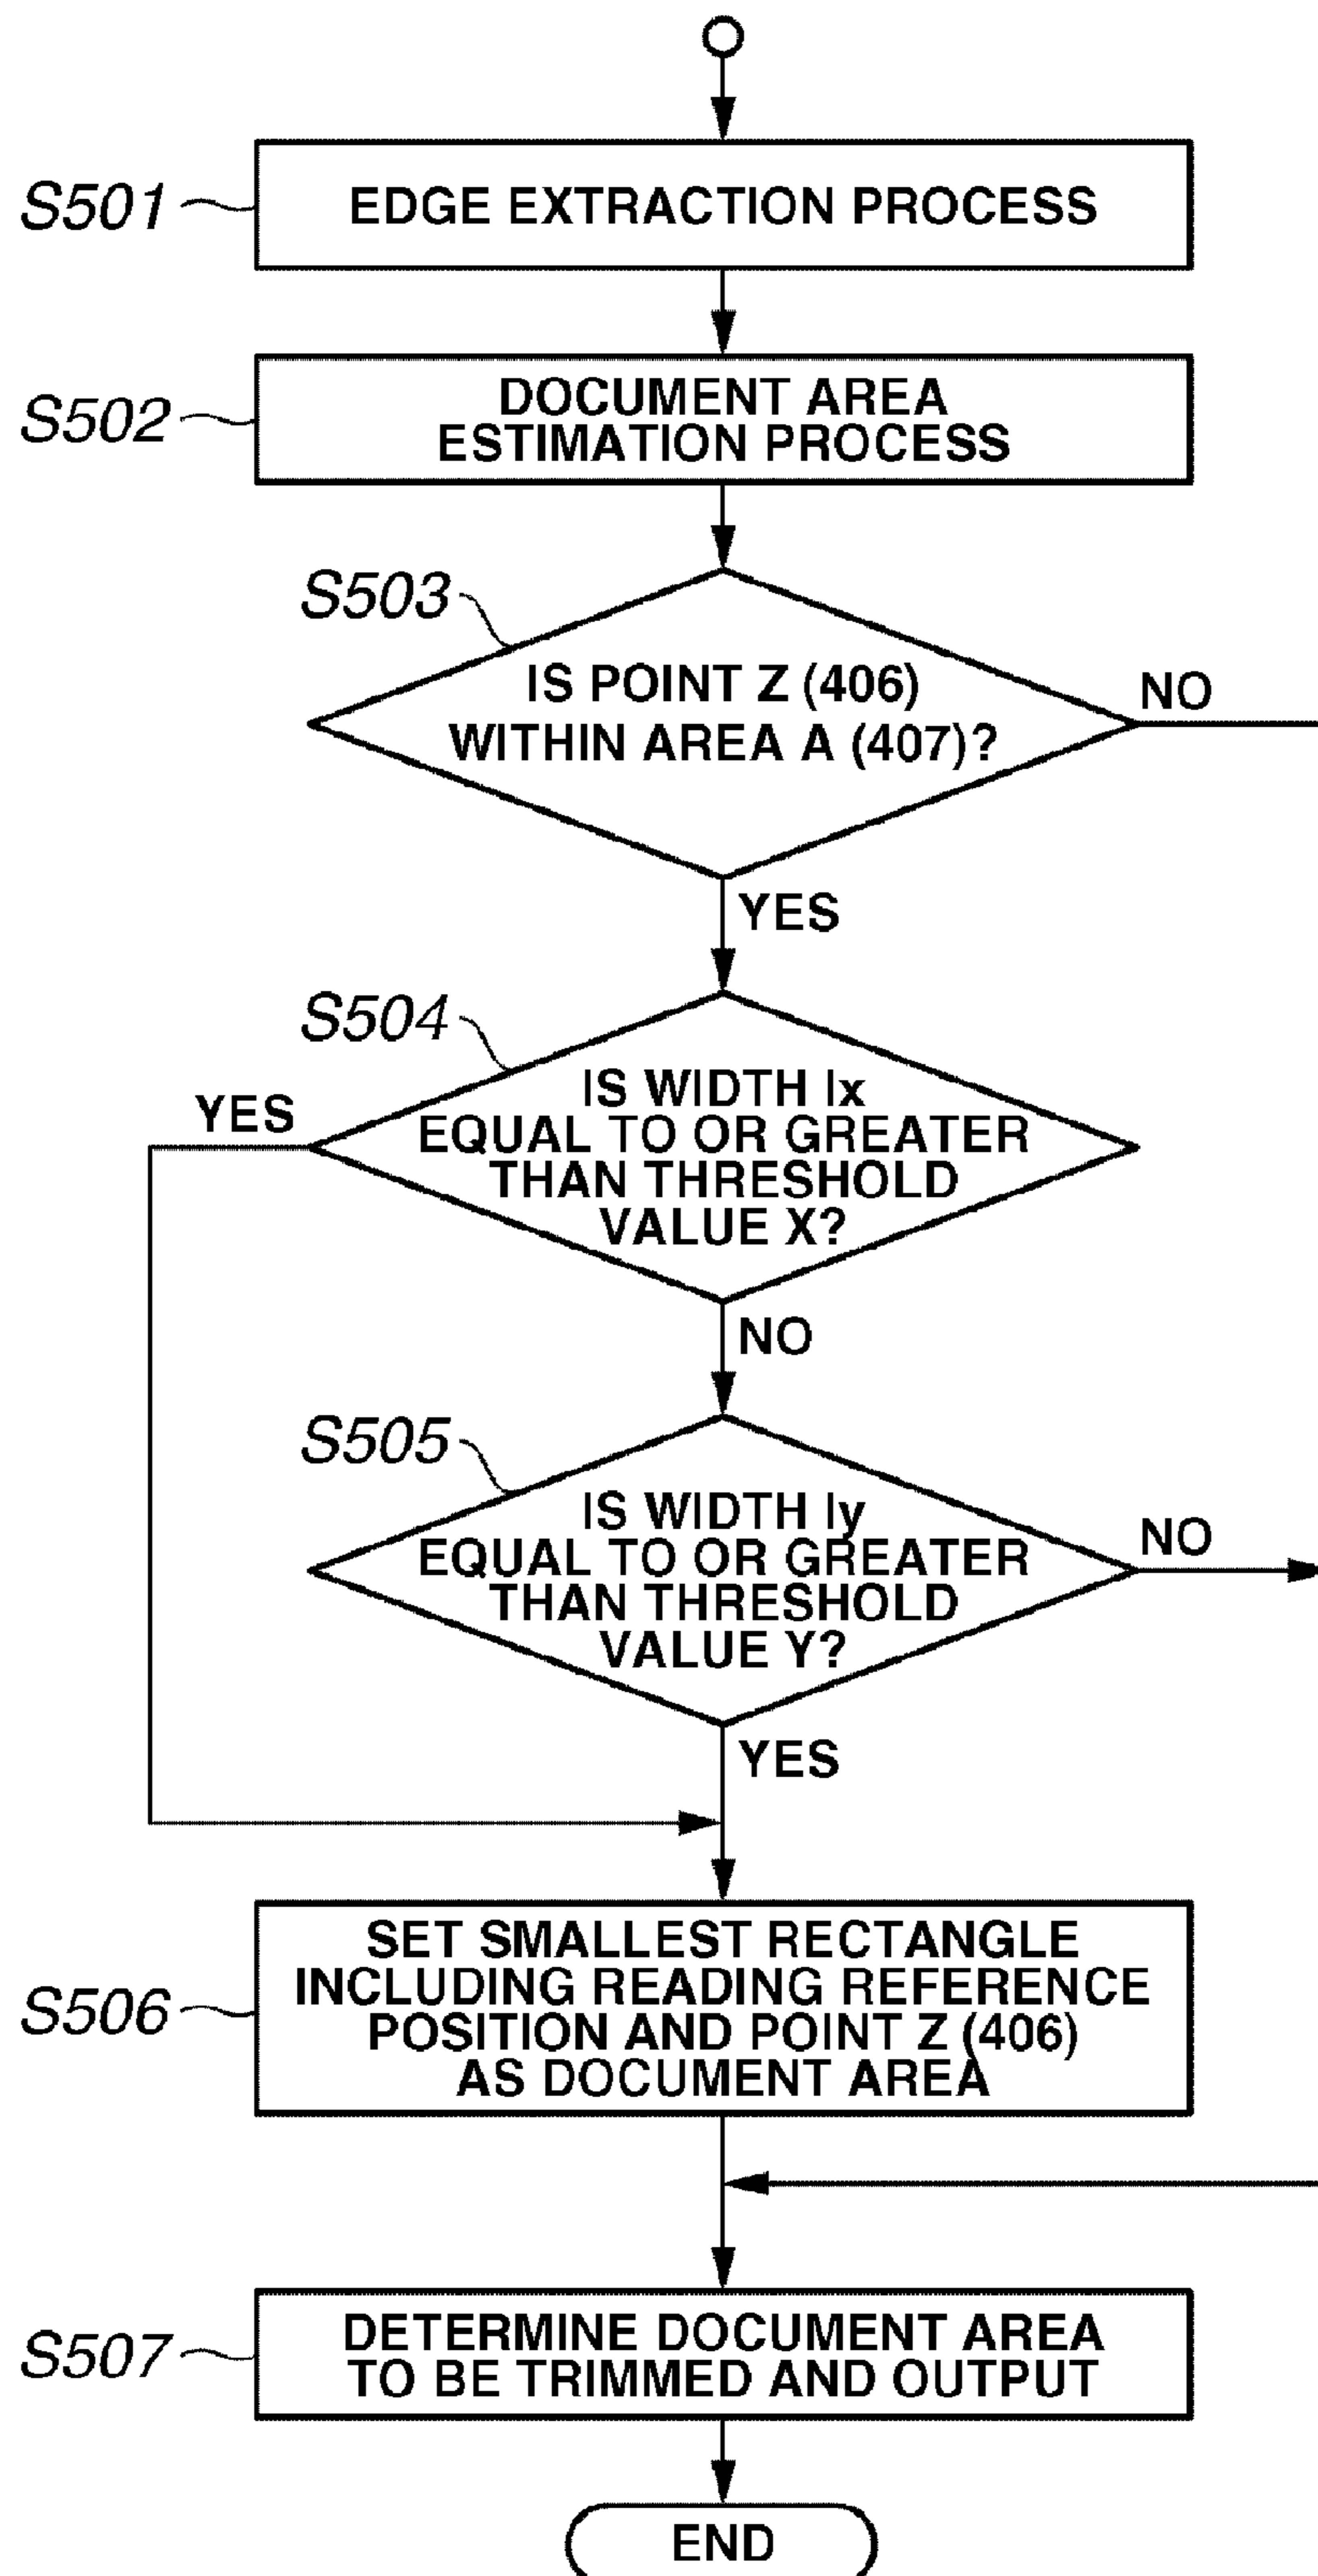 S501
EDGE EXTRACTION PROCESS
S502
DOCUMENT AREA
ESTIMATION PROCESS
S503
IS POINT Z (406)
WITHIN AREA A (407)?
NO
YES
S504
IS WIDTH lx
EQUAL TO OR GREATER
THAN THRESHOLD
VALUE X?
YES
NO
S505
IS WIDTH ly
EQUAL TO OR GREATER
THAN THRESHOLD
VALUE Y?
NO
YES
S506
SET SMALLEST RECTANGLE
INCLUDING READING REFERENCE
POSITION AND POINT Z (406)
AS DOCUMENT AREA
S507
DETERMINE DOCUMENT AREA
TO BE TRIMMED AND OUTPUT
END